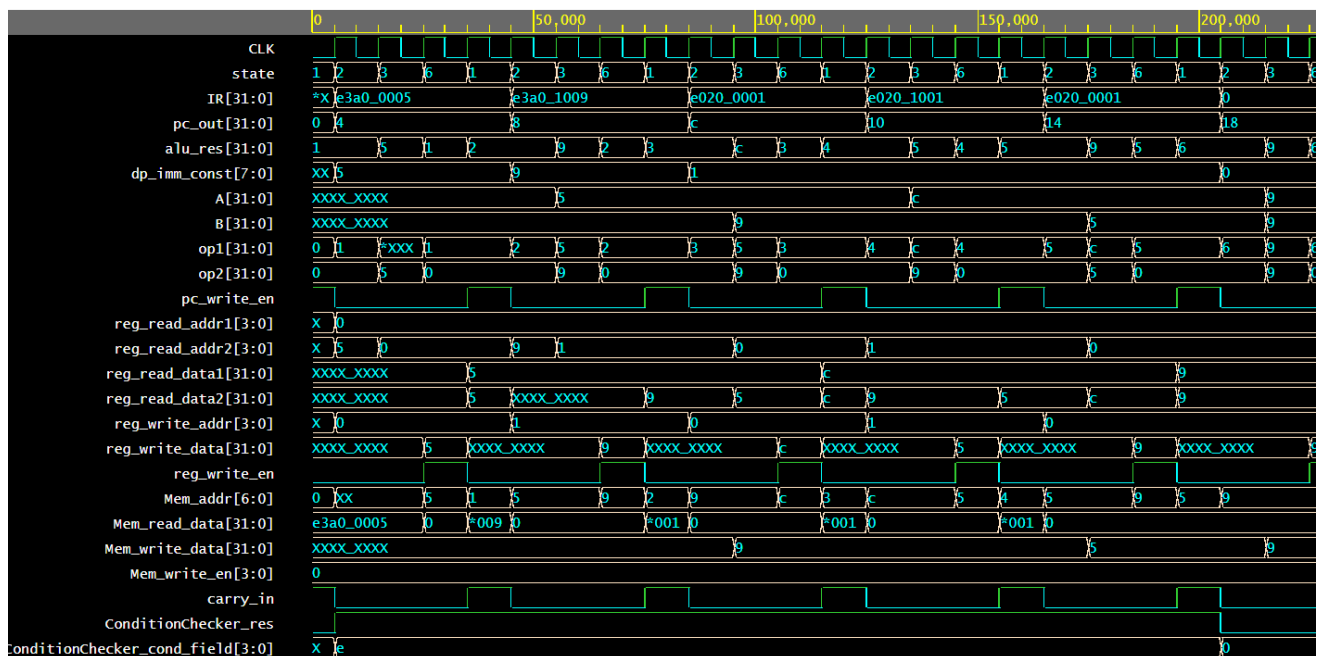 0 50,000 100,000 150,000 200,000
CLK
state 1 2 3 6 1 2 3 6 1 2 3 6 1 2 3 6 1 2 3 6 1 2 3 6
IR[31:0] *X e3a0_0005 e3a0_1009 e020_0001 e020_1001 e020_0001 0
pc_out[31:0] 0 4 8 c 10 14 18
alu_res[31:0] 1 5 1 2 9 2 3 c 3 4 5 4 5 9 5 6 9 6
dp_imm_const[7:0] XX 5 9 1 0
A[31:0] XXXX_XXXX 5 c 9
B[31:0] XXXX_XXXX 9 5 9
op1[31:0] 0 1 *XXX 1 2 5 2 3 5 3 4 c 4 5 c 5 6 9 6
op2[31:0] 0 5 0 9 0 9 0 9 0 5 0 9 0
pc_write_en
reg_read_addr1[3:0] X 0
reg_read_addr2[3:0] X 5 0 9 1 0 1 0
reg_read_data1[31:0] XXXX_XXXX 5 c 9
reg_read_data2[31:0] XXXX_XXXX 5 XXXX_XXXX 9 5 c 9 5 c 9
reg_write_addr[3:0] X 0 1 0 1 0
reg_write_data[31:0] XXXX_XXXX 5 XXXX_XXXX 9 XXXX_XXXX c XXXX_XXXX 5 XXXX_XXXX 9 XXXX_XXXX 9
reg_write_en
Mem_addr[6:0] 0 XX 5 1 5 9 2 9 c 3 c 5 4 5 9 5 9
Mem_read_data[31:0] e3a0_0005 0 *009 0 *001 0 *001 0 *001 0
Mem_write_data[31:0] XXXX_XXXX 9 5 9
Mem_write_en[3:0] 0
carry_in
ConditionChecker_res
ConditionChecker_cond_field[3:0] X e 0